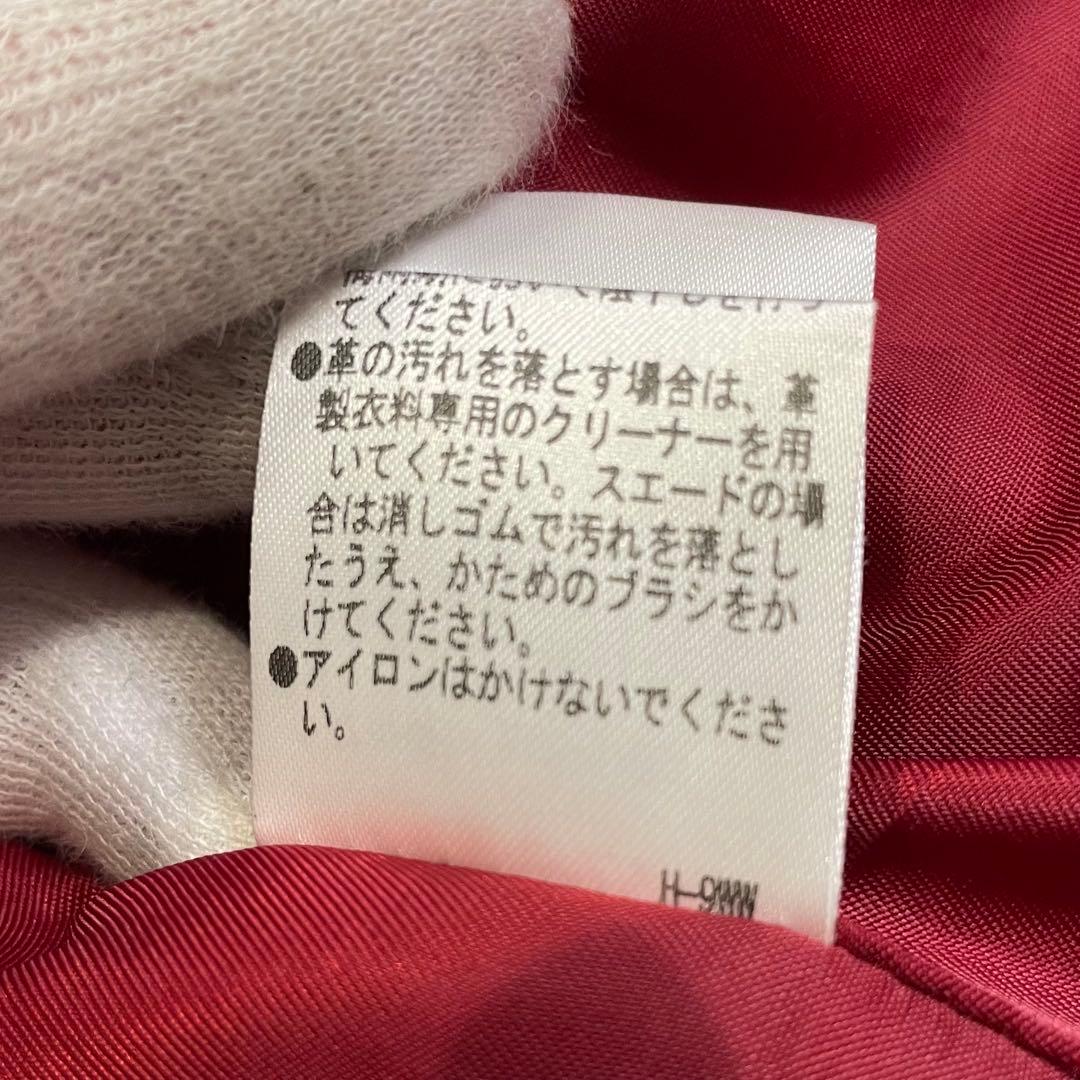 てください。
●革の汚れを落とす場合は、革
製衣料専用のクリーナーを用
いてください。スエードの場
合は消しゴムで汚れを落とし
たうえ、かためのブラシをか
けてください。
●アイロンはかけないでくださ
い。
H-9WW